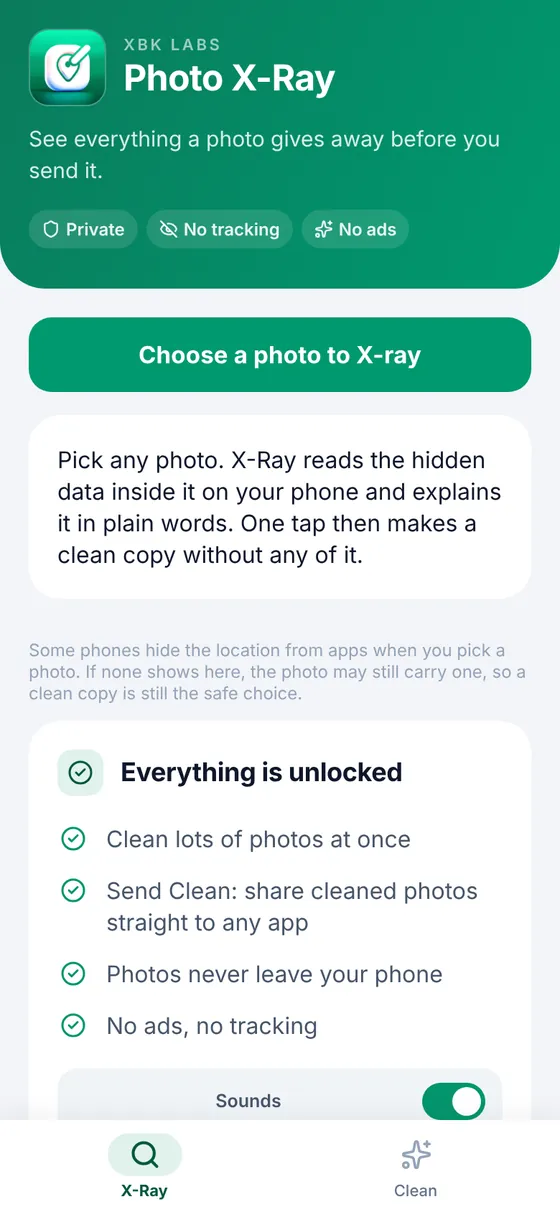 XBK LABS
Photo X-Ray
See everything a photo gives away before you
send it.
Private
No tracking
No ads
Choose a photo to X-ray
Pick any photo. X-Ray reads the hidden
data inside it on your phone and explains
it in plain words. One tap then makes a
clean copy without any of it.
Some phones hide the location from apps when you pick a
photo. If none shows here, the photo may still carry one, so a
clean copy is still the safe choice.
Everything is unlocked
Clean lots of photos at once
Send Clean: share cleaned photos
straight to any app
Photos never leave your phone
No ads, no tracking
Sounds
X-Ray
Clean